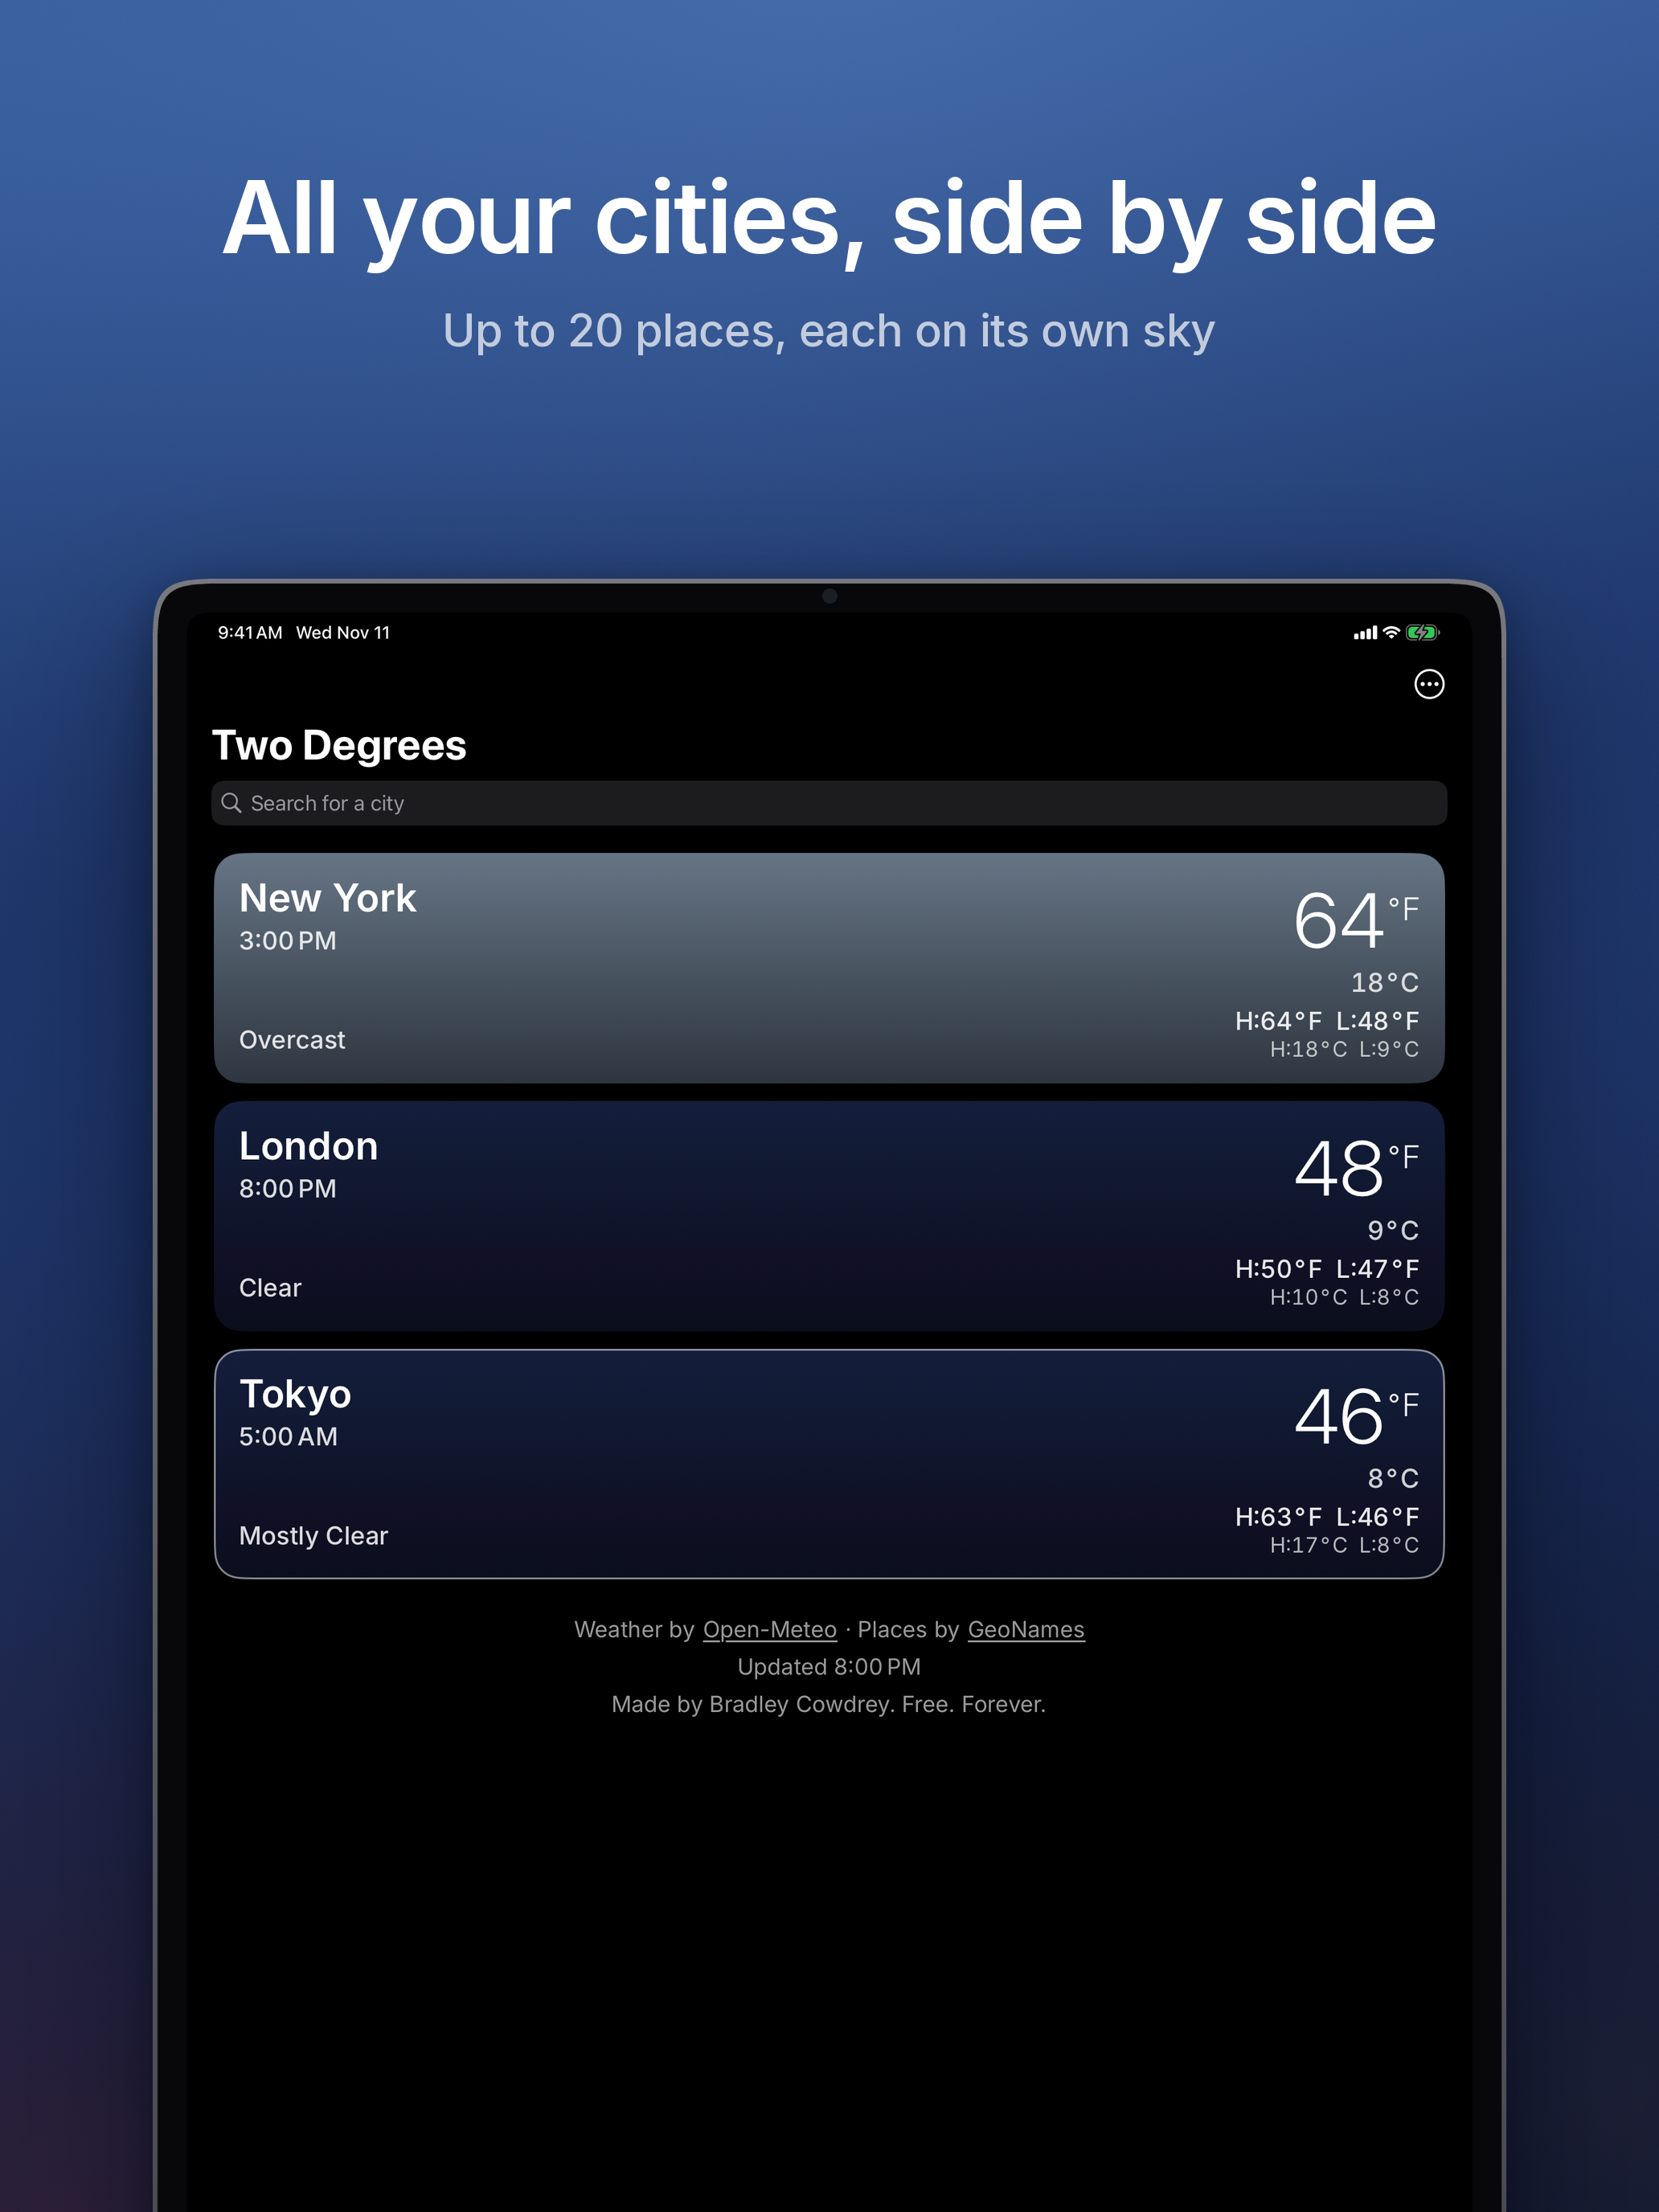 All your cities, side by side
Up to 20 places, each on its own sky
9:41 AM Wed Nov 11
Two Degrees
Search for a city
New York
3:00 PM
Overcast
64°F
18°C
H:64°F L:48°F
H:18°C L:9°C
London
8:00 PM
Clear
48°F
9°C
H:50°F L:47°F
H:10°C L:8°C
Tokyo
5:00 AM
Mostly Clear
46°F
8°C
H:63°F L:46°F
H:17°C L:8°C
Weather by Open-Meteo · Places by GeoNames
Updated 8:00 PM
Made by Bradley Cowdrey. Free. Forever.